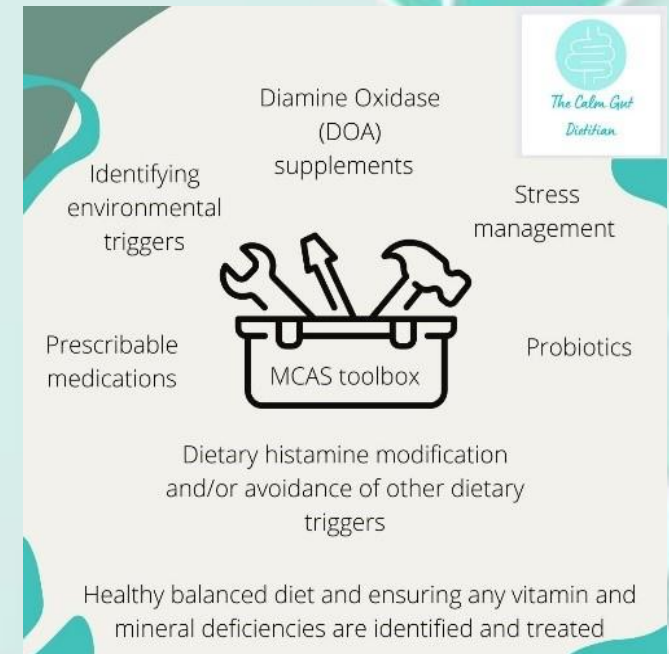 The Calm Gut
Dietitian
Diamine Oxidase
(DOA)
supplements
Identifying
environmental
triggers
Stress
management
Prescribable
medications
MCAS toolbox
Probiotics
Dietary histamine modification
and/or avoidance of other dietary
triggers
Healthy balanced diet and ensuring any vitamin and
mineral deficiencies are identified and treated